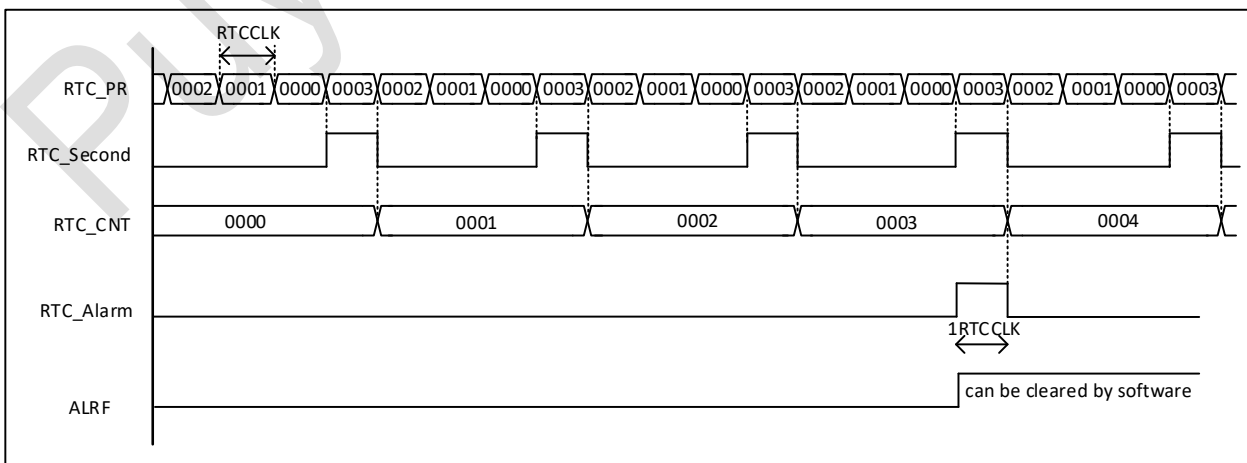 RTCCLK
RTC_PR 0002 0001 0000 0003 0002 0001 0000 0003 0002 0001 0000 0003 0002 0001 0000 0003 0002 0001 0000 0003
RTC_Second
RTC_CNT 0000 0001 0002 0003 0004
RTC_Alarm
1RTCCLK
can be cleared by software
ALRF